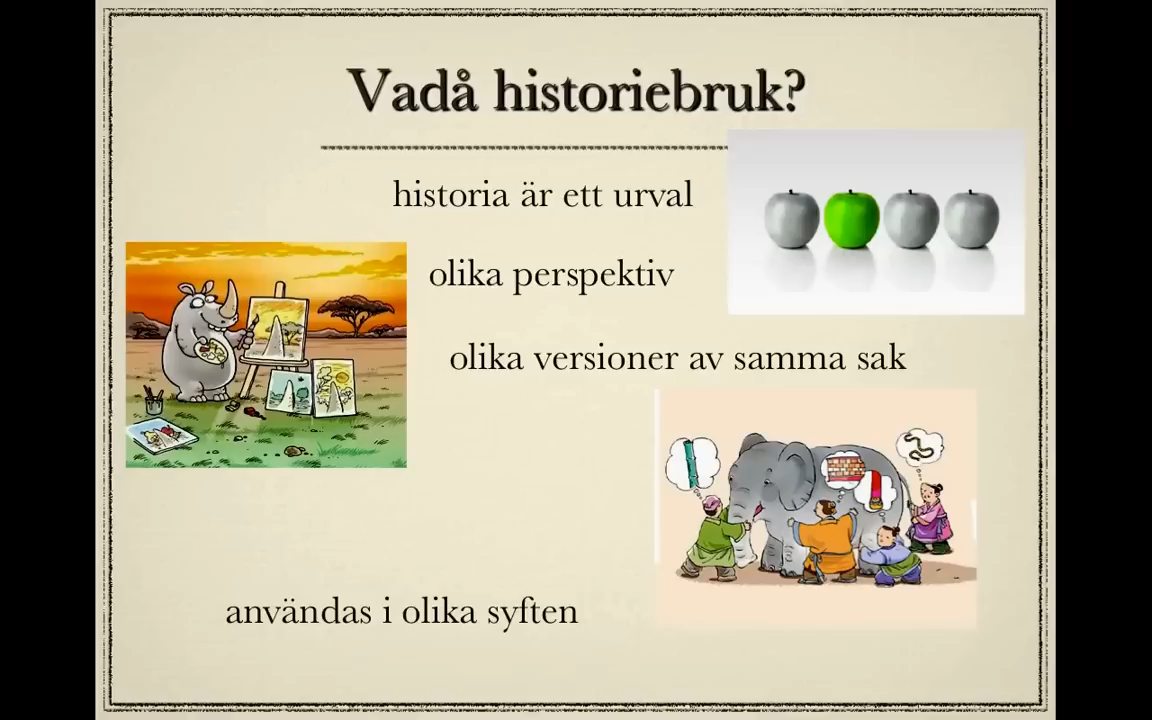 Vadå historiebruk?
historia är ett urval
olika perspektiv
olika versioner av samma sak
användas i olika syften